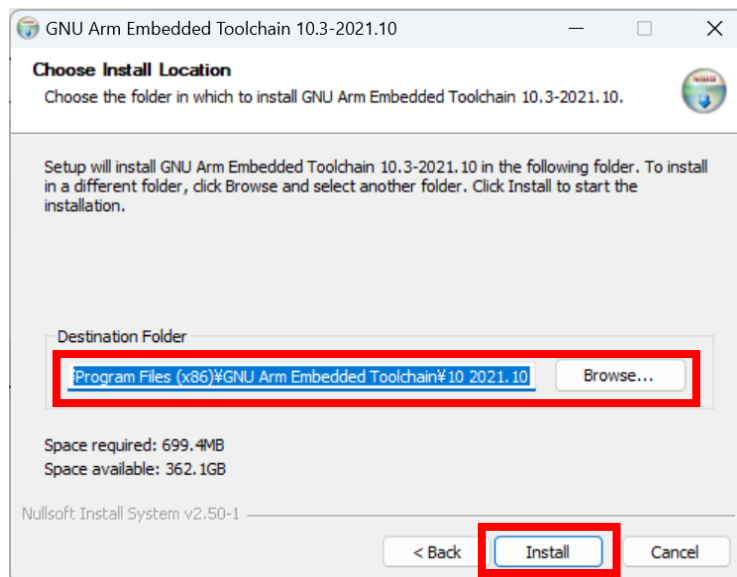 GNU Arm Embedded Toolchain 10.3-2021.10
Choose Install Location
Choose the folder in which to install GNU Arm Embedded Toolchain 10.3-2021.10.
Setup will install GNU Arm Embedded Toolchain 10.3-2021.10 in the following folder. To install
in a different folder, click Browse and select another folder. Click Install to start the
installation.
Destination Folder
¥Program Files (x86)¥GNU Arm Embedded Toolchain¥10 2021.10
Browse...
Space required: 699.4MB
Space available: 362.1GB
Nullsoft Install System v2.50-1
< Back
Install
Cancel